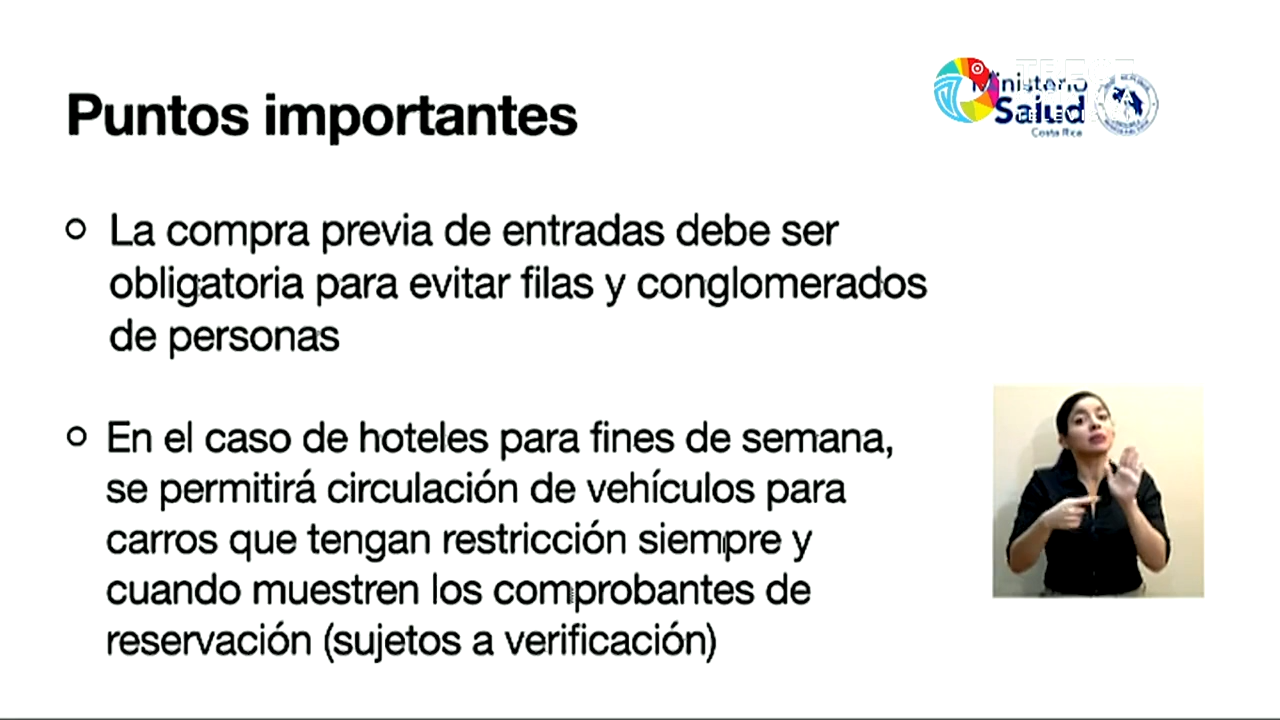 Puntos importantes
Ministerio
Salud
Costa Rica
La compra previa de entradas debe ser
obligatoria para evitar filas y conglomerados
de personas
En el caso de hoteles para fines de semana,
se permitirá circulación de vehículos para
carros que tengan restricción siempre y
cuando muestren los comprobantes de
reservación (sujetos a verificación)